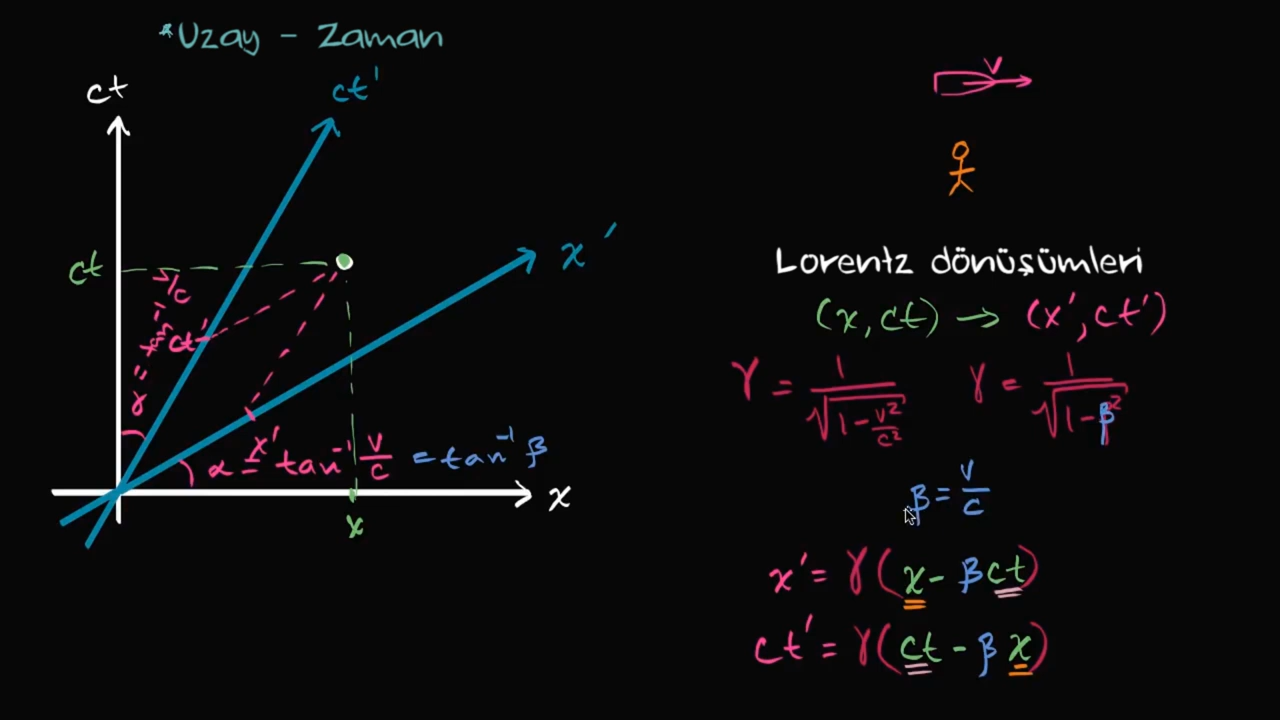 *Uzay - Zaman
ct
ct'
x'
ct
ct'
x'
α = tan⁻¹ v/c = tan⁻¹ β
x
x
v
Lorentz dönüşümleri
(x, ct) → (x', ct')
γ = 1/√(1 - v²/c²)
γ = 1/√(1 - β²)
β = v/c
x' = γ(x - βct)
ct' = γ(ct - βx)